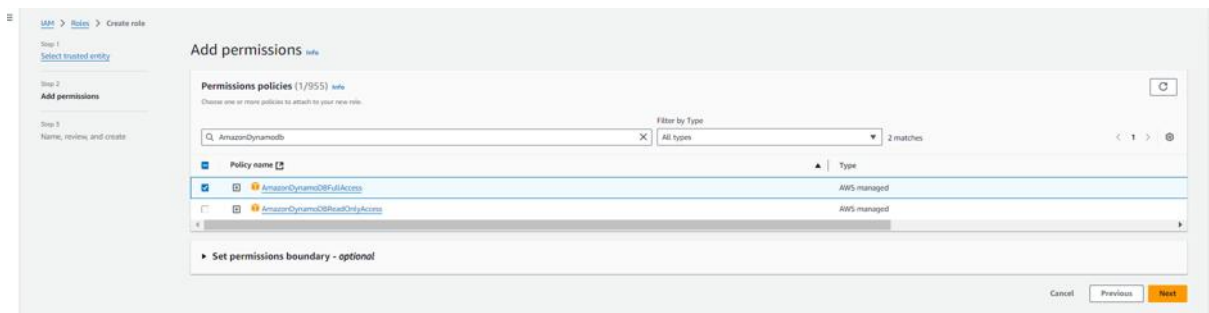 IAM > Roles > Create role
Step 1
Select trusted entity
Step 2
Add permissions
Step 3
Name, review, and create
Add permissions Info
Permissions policies (1/955) Info
Choose one or more policies to attach to your new role.
Filter by Type
AmazonDynamodb
All types
2 matches
1
Policy name
Type
AmazonDynamoDBFullAccess
AWS managed
AmazonDynamoDBReadOnlyAccess
AWS managed
Set permissions boundary - optional
Cancel
Previous
Next